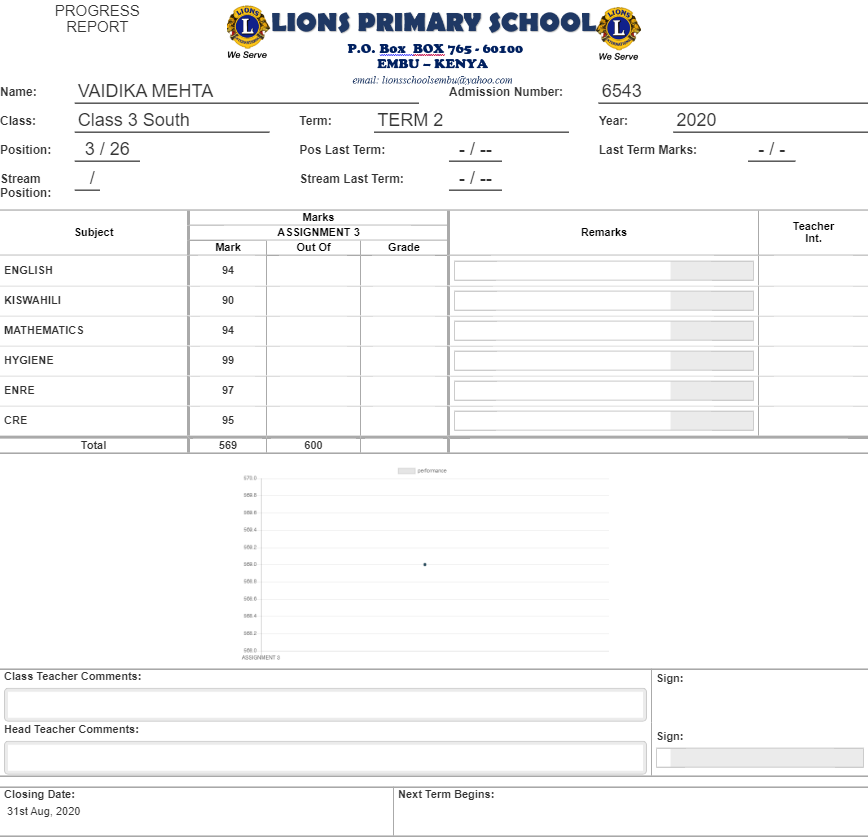 PROGRESS
REPORT
LIONS PRIMARY SCHOOL
LIONS L INTERNATIONAL
We Serve
LIONS L INTERNATIONAL
We Serve
P.O. Box BOX 765 - 60100
EMBU – KENYA
email: lionsschoolsembu@yahoo.com
Name: VAIDIKA MEHTA Admission Number: 6543
Class: Class 3 South Term: TERM 2 Year: 2020
Position: 3 / 26 Pos Last Term: - / -- Last Term Marks: - / -
Stream Position: / Stream Last Term: - / --
Subject Marks Remarks Teacher Int.
ASSIGNMENT 3
Mark Out Of Grade
ENGLISH 94
KISWAHILI 90
MATHEMATICS 94
HYGIENE 99
ENRE 97
CRE 95
Total 569 600
performance
570.0
569.8
569.6
569.4
569.2
569.0
568.8
568.6
568.4
568.2
568.0
ASSIGNMENT 3
Class Teacher Comments: Sign:
Head Teacher Comments: Sign:
Closing Date: Next Term Begins:
31st Aug, 2020